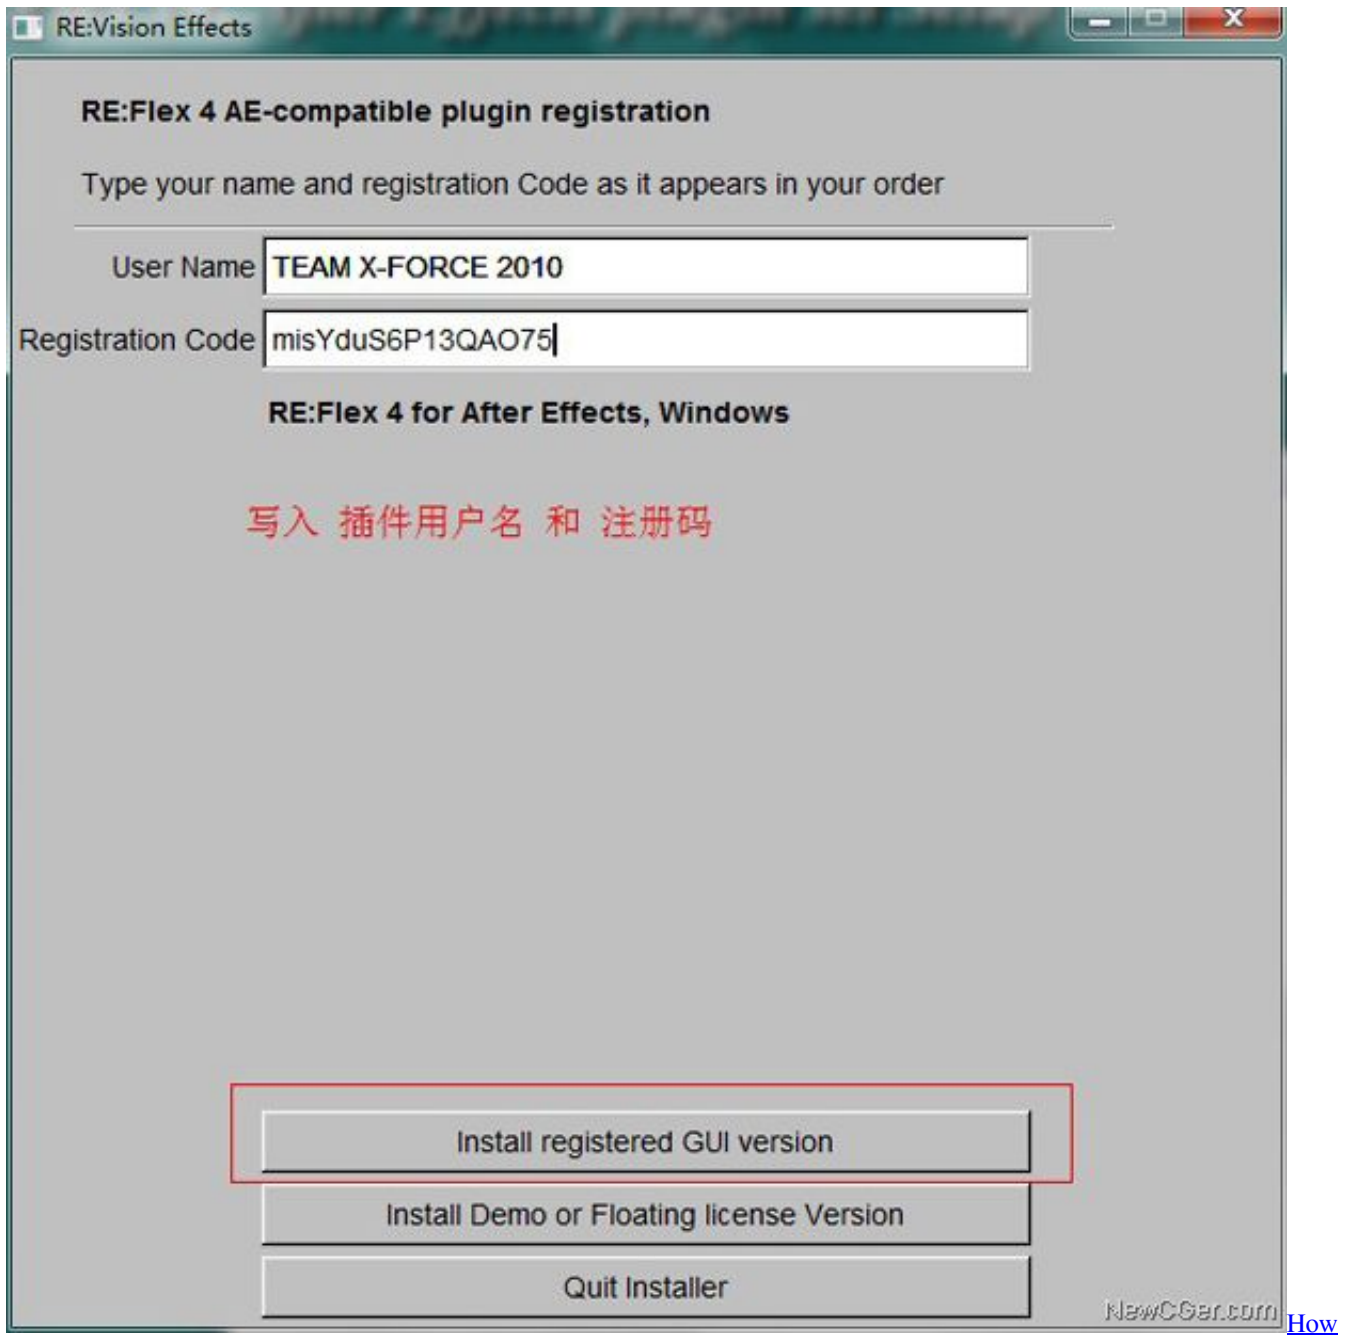 RE:Vision Effects
RE:Flex 4 AE-compatible plugin registration
Type your name and registration Code as it appears in your order
User Name TEAM X-FORCE 2010
Registration Code misYduS6P13QAO75
RE:Flex 4 for After Effects, Windows
写入 插件用户名 和 注册码
Install registered GUI version
Install Demo or Floating license Version
Quit Installer
NewCGer.com
How